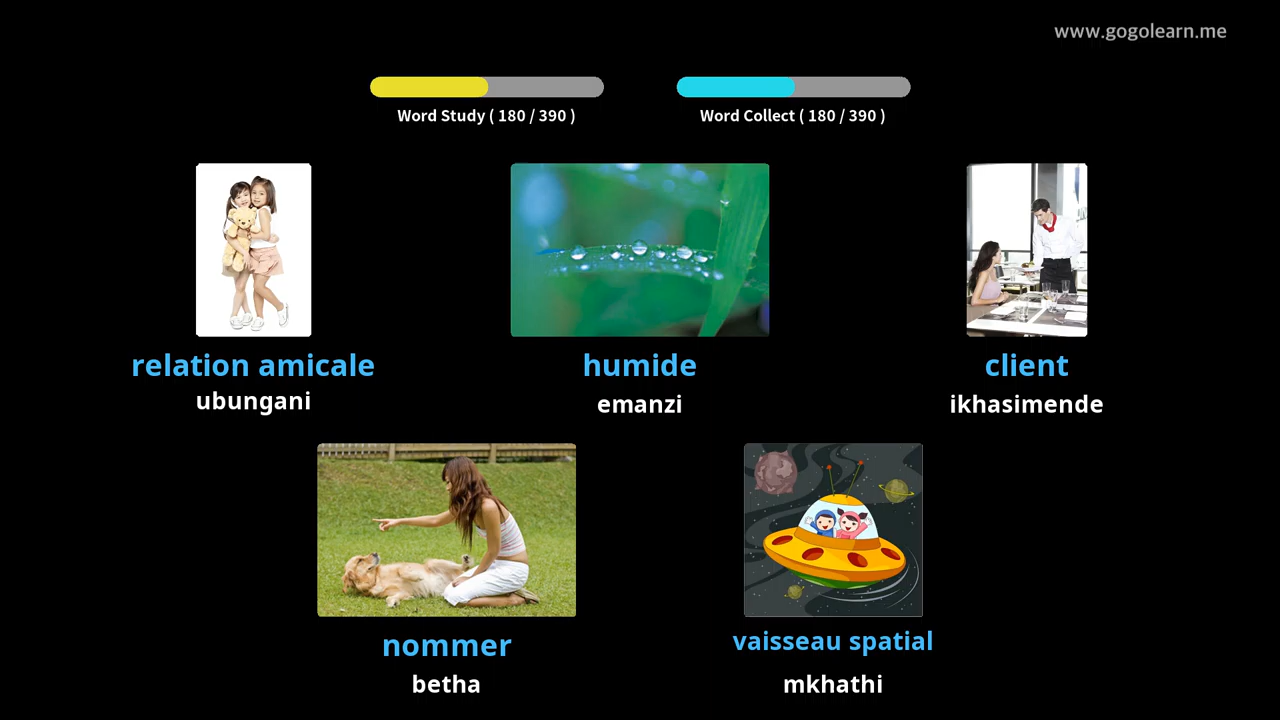 www.gogolearn.me
Word Study ( 180 / 390 )
Word Collect ( 180 / 390 )
relation amicale
ubungani
humide
emanzi
client
ikhasimende
nommer
betha
vaisseau spatial
mkhathi